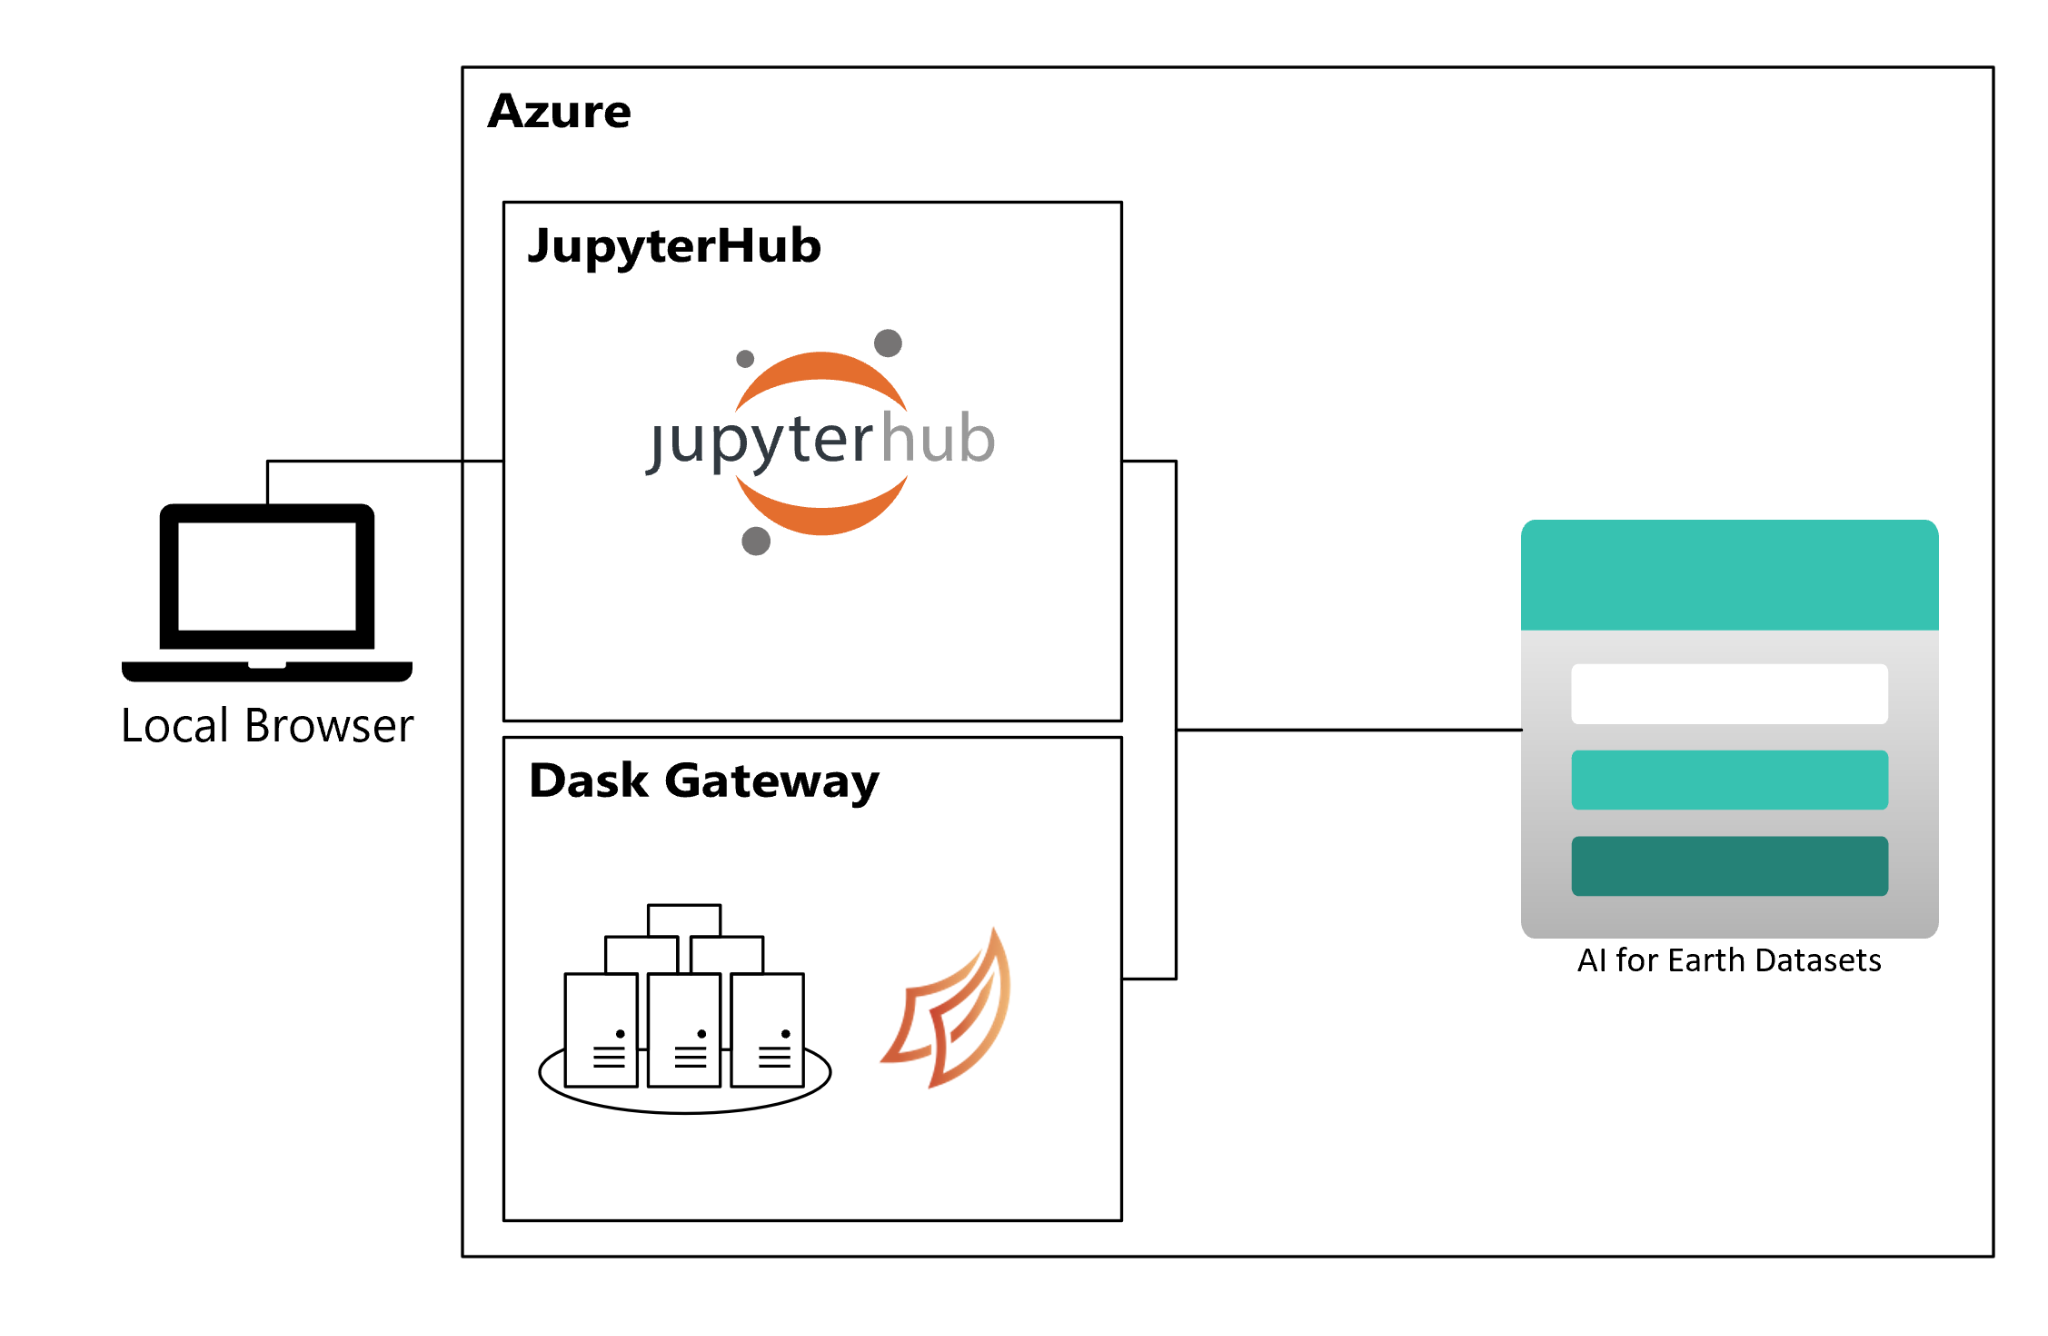 Azure
JupyterHub
jupyterhub
Local Browser
Dask Gateway
AI for Earth Datasets